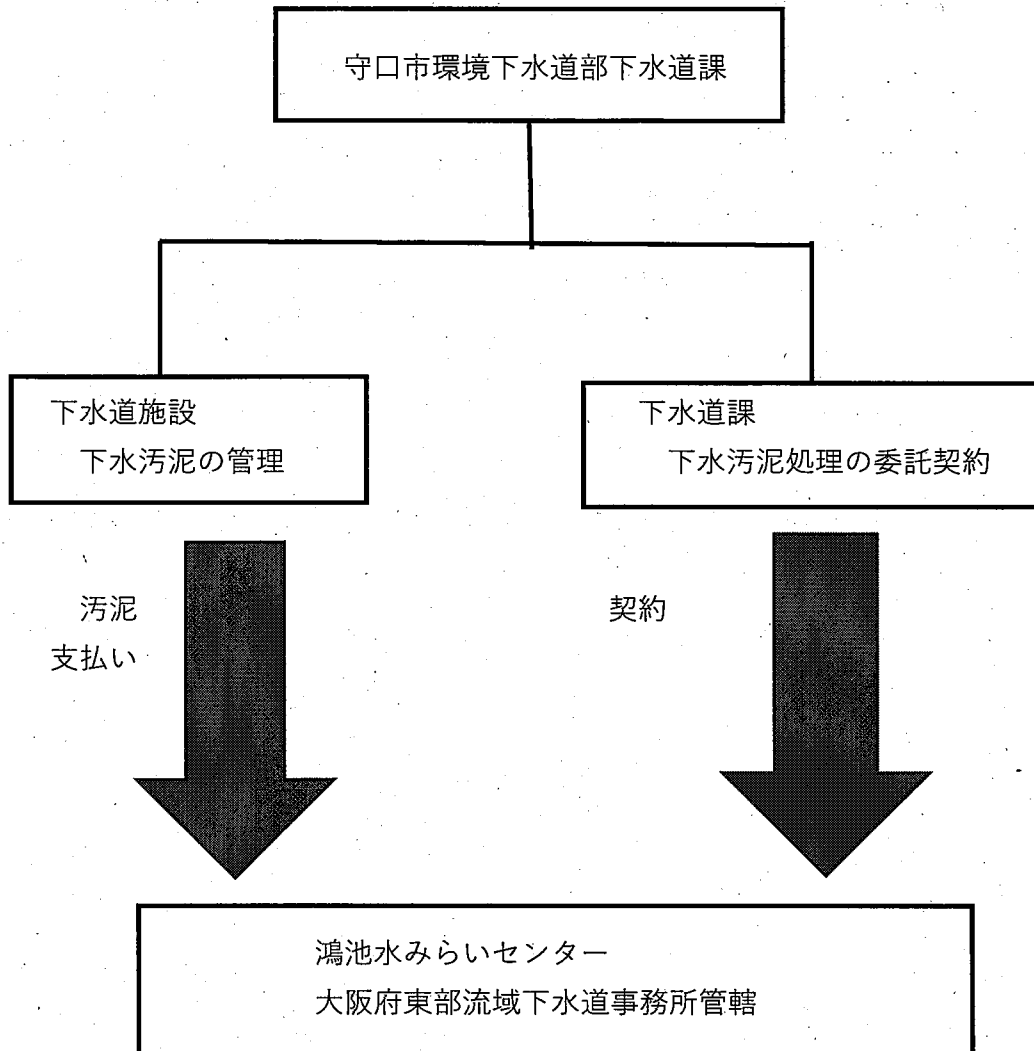 守口市環境下水道部下水道課
下水道施設
下水汚泥の管理
下水道課
下水汚泥処理の委託契約
汚泥
支払い
契約
鴻池水みらいセンター
大阪府東部流域下水道事務所管轄